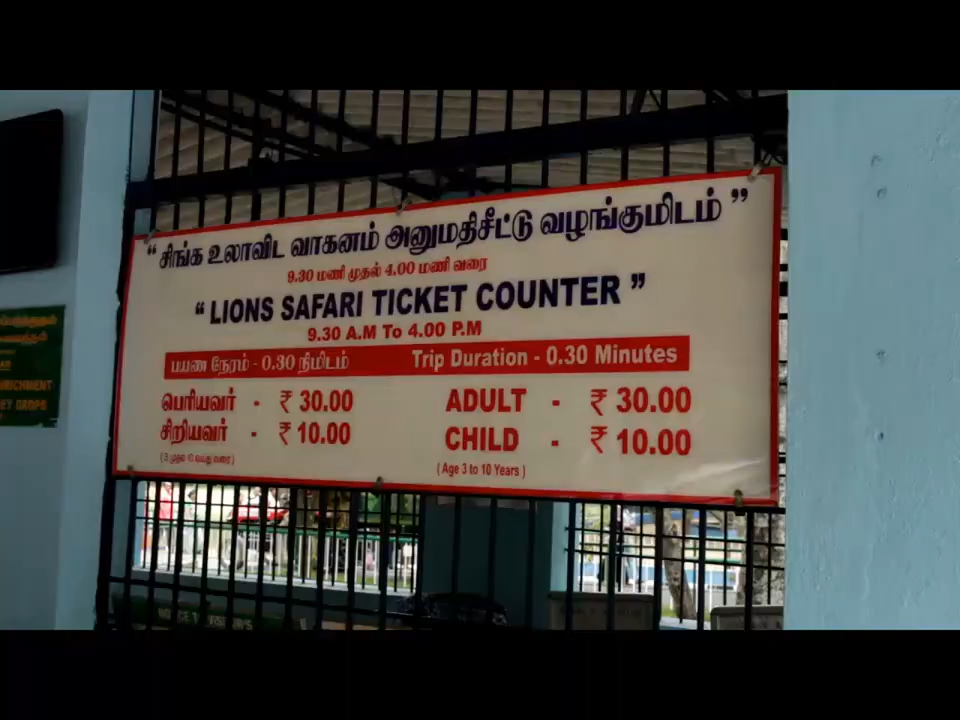 " சிங்க உலாவிட வாகனம் அனுமதிசீட்டு வழங்குமிடம் "
9.30 மணி முதல் 4.00 மணி வரை
" LIONS SAFARI TICKET COUNTER "
9.30 A.M To 4.00 P.M
பயண நேரம் - 0.30 நிமிடம் Trip Duration - 0.30 Minutes
பெரியவர் - ₹ 30.00 ADULT - ₹ 30.00
சிறியவர் - ₹ 10.00 CHILD - ₹ 10.00
( 3 முதல் 10 வயது வரை ) ( Age 3 to 10 Years )